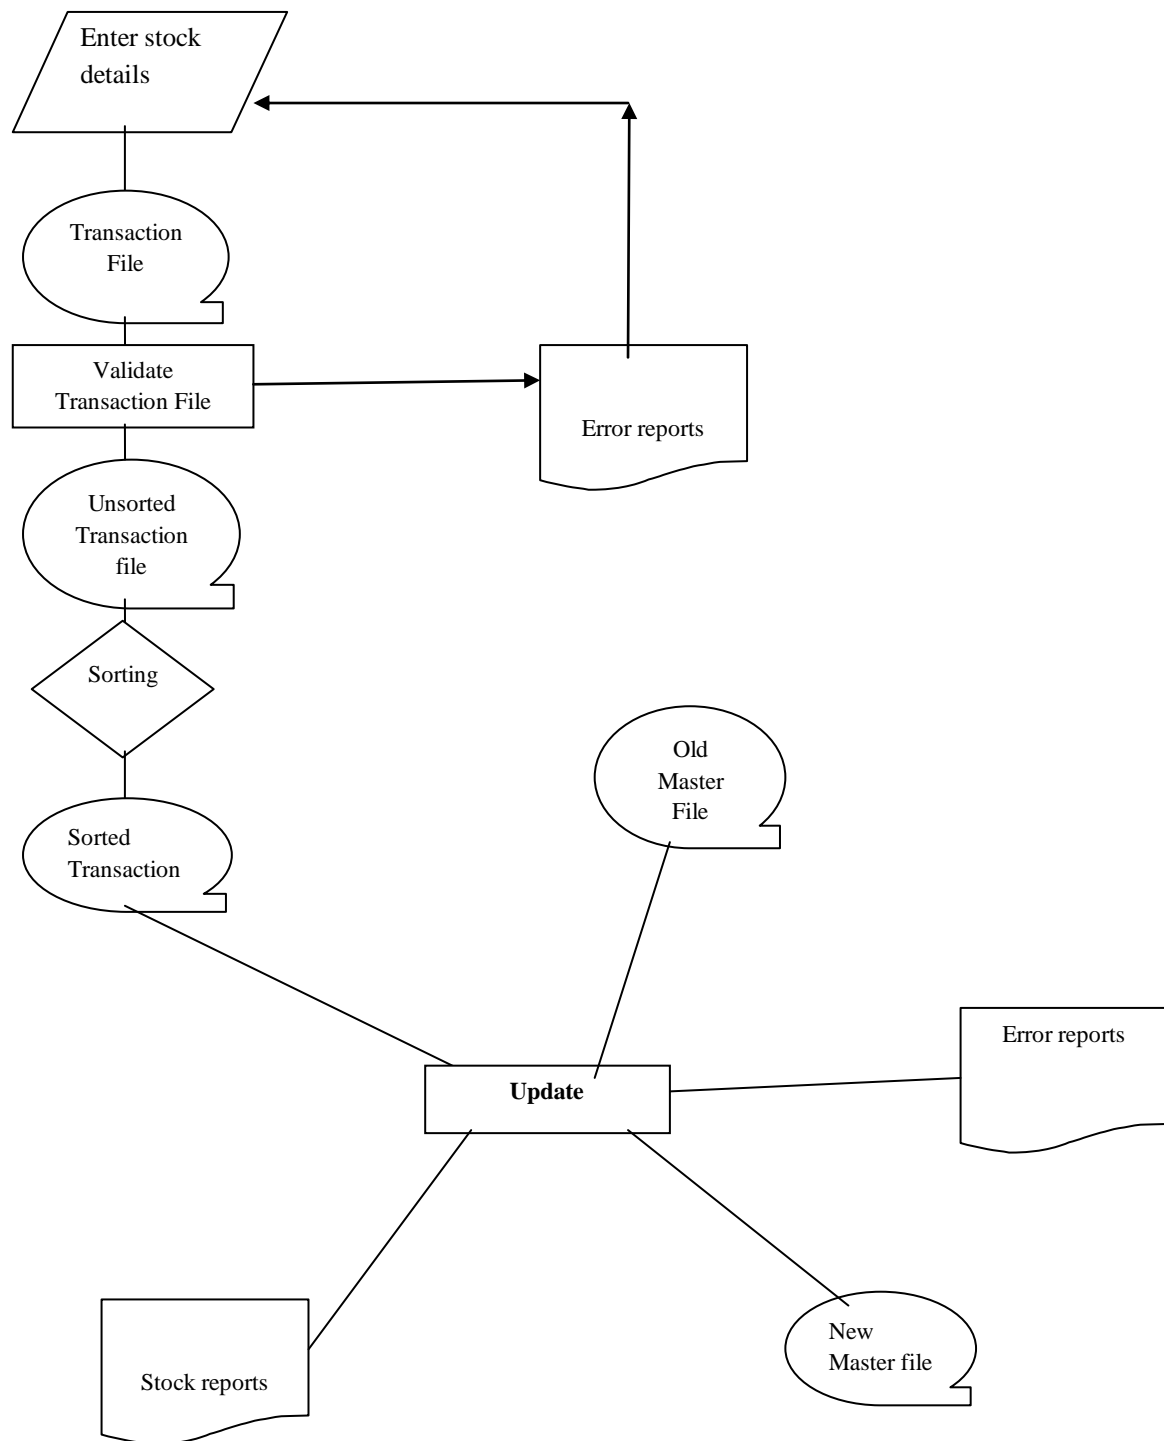 Enter stock
details
Transaction
File
Validate
Transaction File
Error reports
Unsorted
Transaction
file
Sorting
Old
Master
File
Sorted
Transaction
Error reports
Update
New
Master file
Stock reports